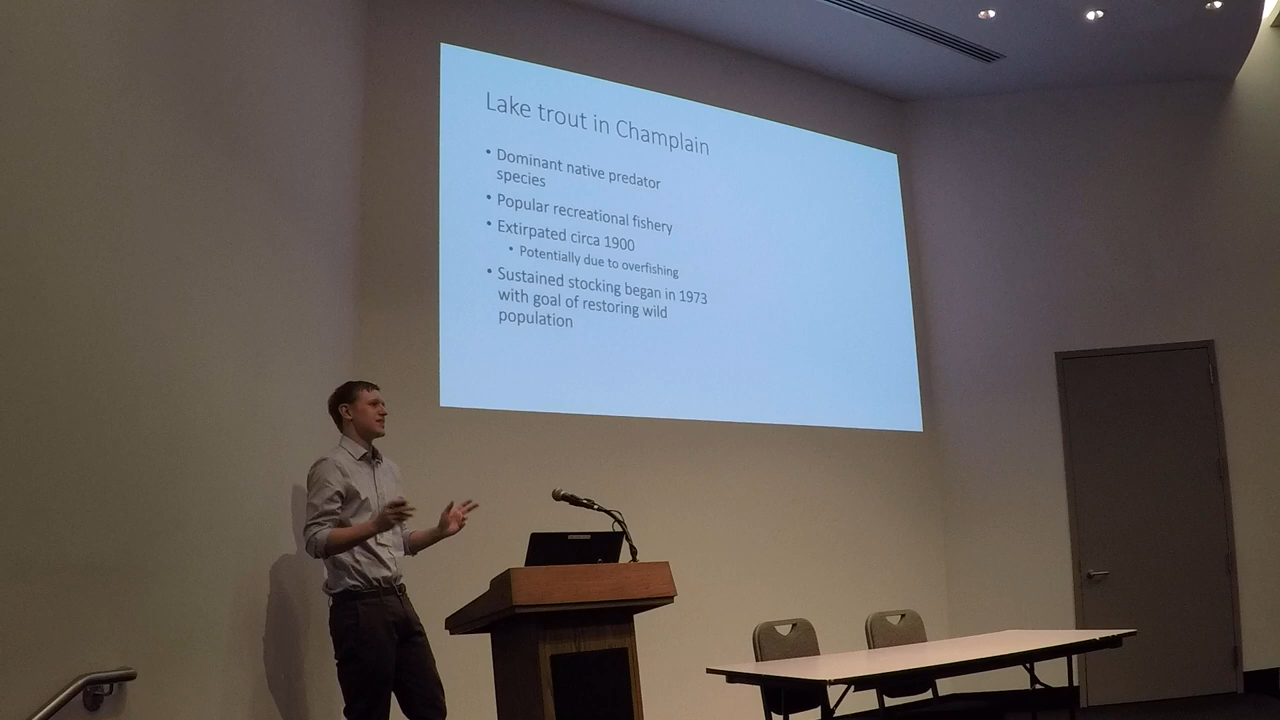 Lake trout in Champlain
• Dominant native predator
species
• Popular recreational fishery
• Extirpated circa 1900
• Potentially due to overfishing
• Sustained stocking began in 1973
with goal of restoring wild
population